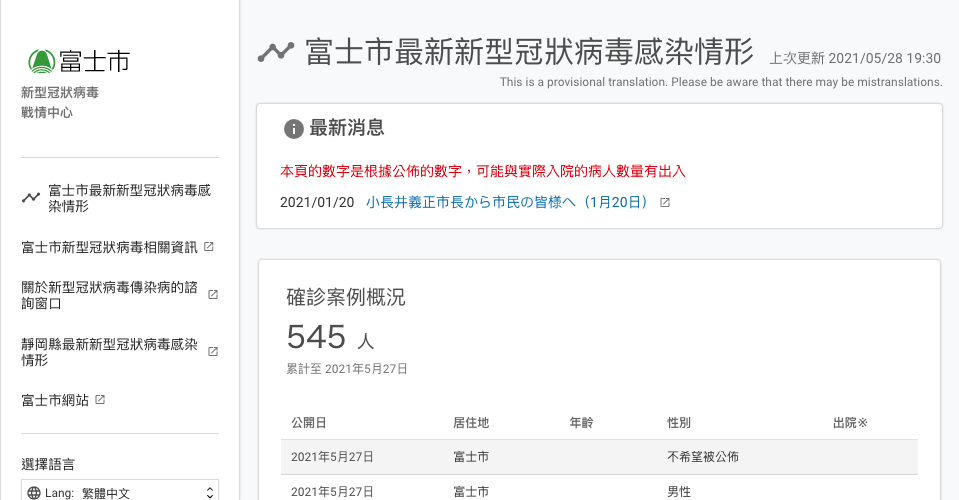 富士市
新型冠狀病毒
戰情中心
富士市最新新型冠狀病毒感
染情形
富士市新型冠狀病毒相關資訊
關於新型冠狀病毒傳染病的諮
詢窗口
靜岡縣最新新型冠狀病毒感染
情形
富士市網站
選擇語言
Lang: 繁體中文
富士市最新新型冠狀病毒感染情形
上次更新 2021/05/28 19:30
This is a provisional translation. Please be aware that there may be mistranslations.
最新消息
本頁的數字是根據公佈的數字，可能與實際入院的病人數量有出入
2021/01/20 小長井義正市長から市民の皆様へ（1月20日）
確診案例概況
545 人
累計至 2021年5月27日
公開日 居住地 年齡 性別 出院※
2021年5月27日 富士市 不希望被公佈
2021年5月27日 富士市 男性